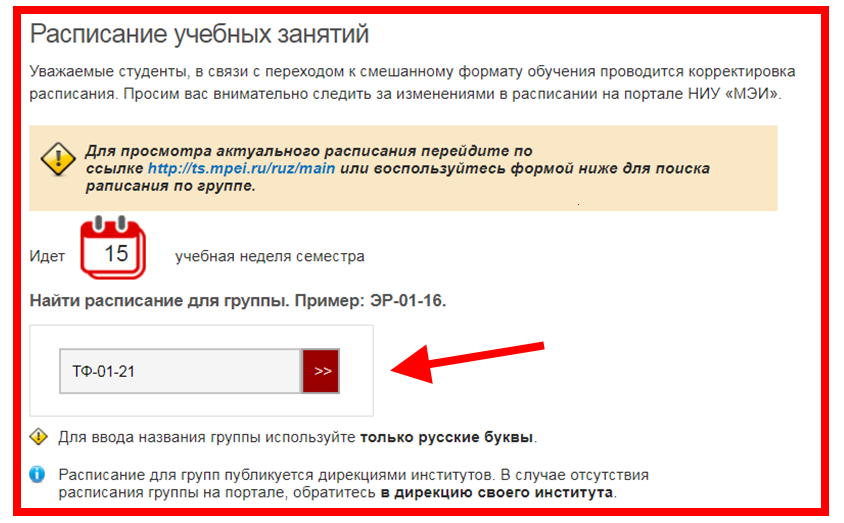 Расписание учебных занятий
Уважаемые студенты, в связи с переходом к смешанному формату обучения проводится корректировка
расписания. Просим вас внимательно следить за изменениями в расписании на портале НИУ «МЭИ».
Для просмотра актуального расписания перейдите по
ссылке http://ts.mpei.ru/ruz/main или воспользуйтесь формой ниже для поиска
раписания по группе.
Идет 15 учебная неделя семестра
Найти расписание для группы. Пример: ЭР-01-16.
ТФ-01-21 >>
Для ввода названия группы используйте только русские буквы.
Расписание для групп публикуется дирекциями институтов. В случае отсутствия
расписания группы на портале, обратитесь в дирекцию своего института.